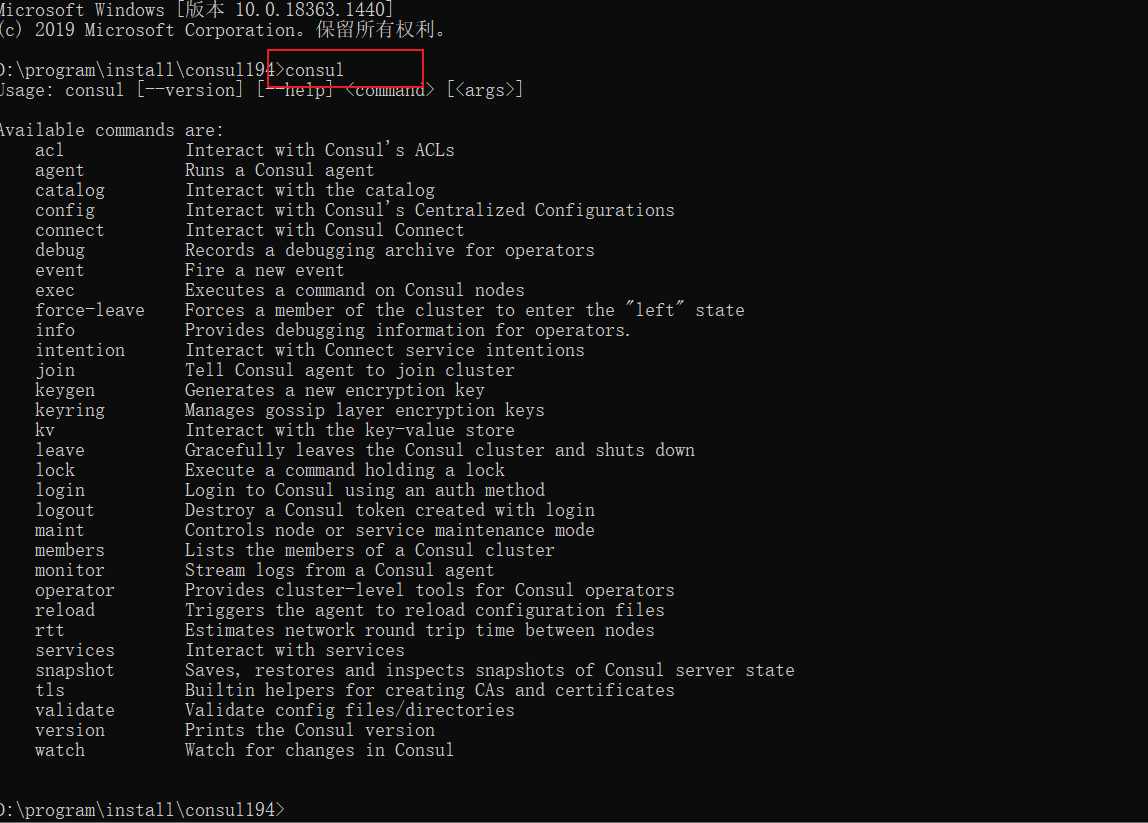 Microsoft Windows [版本 10.0.18363.1440]
(c) 2019 Microsoft Corporation。保留所有权利。
D:\program\install\consul194>consul
Usage: consul [--version] [--help] <command> [<args>]
Available commands are:
acl Interact with Consul's ACLs
agent Runs a Consul agent
catalog Interact with the catalog
config Interact with Consul's Centralized Configurations
connect Interact with Consul Connect
debug Records a debugging archive for operators
event Fire a new event
exec Executes a command on Consul nodes
force-leave Forces a member of the cluster to enter the "left" state
info Provides debugging information for operators.
intention Interact with Connect service intentions
join Tell Consul agent to join cluster
keygen Generates a new encryption key
keyring Manages gossip layer encryption keys
kv Interact with the key-value store
leave Gracefully leaves the Consul cluster and shuts down
lock Execute a command holding a lock
login Login to Consul using an auth method
logout Destroy a Consul token created with login
maint Controls node or service maintenance mode
members Lists the members of a Consul cluster
monitor Stream logs from a Consul agent
operator Provides cluster-level tools for Consul operators
reload Triggers the agent to reload configuration files
rtt Estimates network round trip time between nodes
services Interact with services
snapshot Saves, restores and inspects snapshots of Consul server state
tls Builtin helpers for creating CAs and certificates
validate Validate config files/directories
version Prints the Consul version
watch Watch for changes in Consul
D:\program\install\consul194>